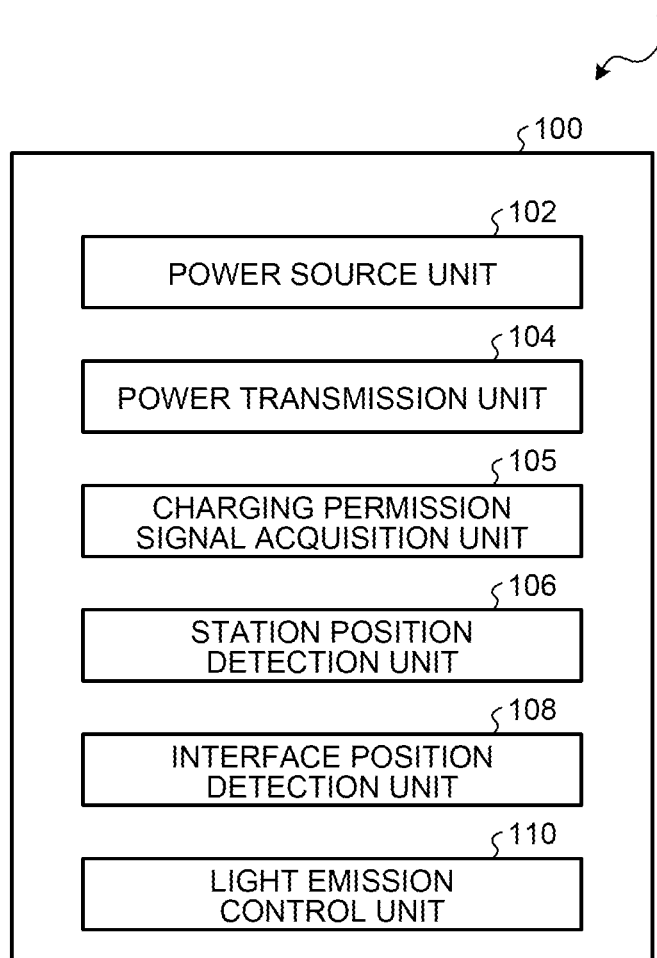 100
102
POWER SOURCE UNIT
104
POWER TRANSMISSION UNIT
105
CHARGING PERMISSION
SIGNAL ACQUISITION UNIT
106
STATION POSITION
DETECTION UNIT
108
INTERFACE POSITION
DETECTION UNIT
110
LIGHT EMISSION
CONTROL UNIT